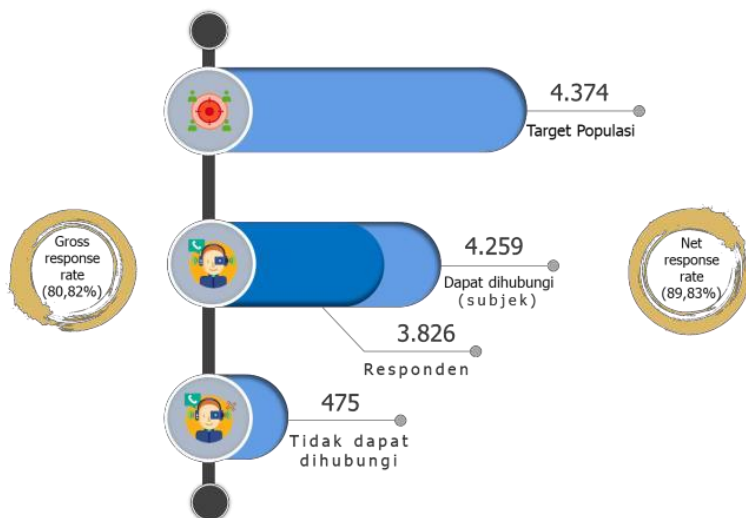 4.374
Target Populasi
Gross
response
rate
(80,82%)
4.259
Dapat dihubungi
(subjek)
Net
response
rate
(89,83%)
3.826
Responden
475
Tidak dapat
dihubungi